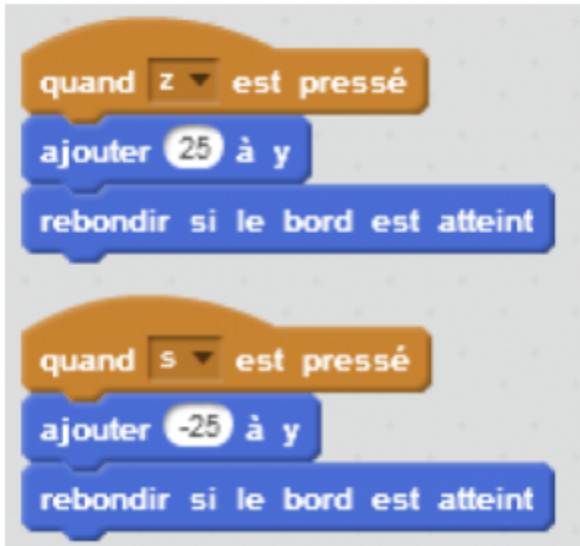 quand z est pressé
ajouter 25 à y
rebondir si le bord est atteint
quand s est pressé
ajouter -25 à y
rebondir si le bord est atteint